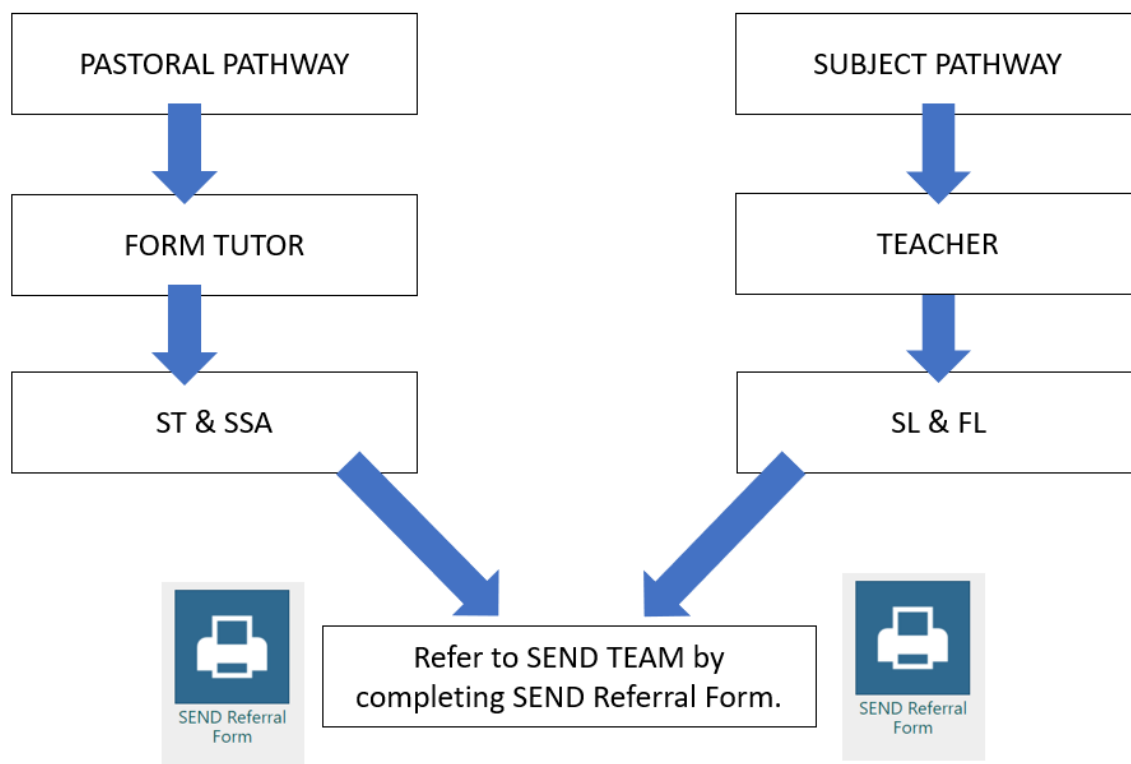 PASTORAL PATHWAY
SUBJECT PATHWAY
FORM TUTOR
TEACHER
ST & SSA
SL & FL
SEND Referral
Form
Refer to SEND TEAM by
completing SEND Referral Form.
SEND Referral
Form